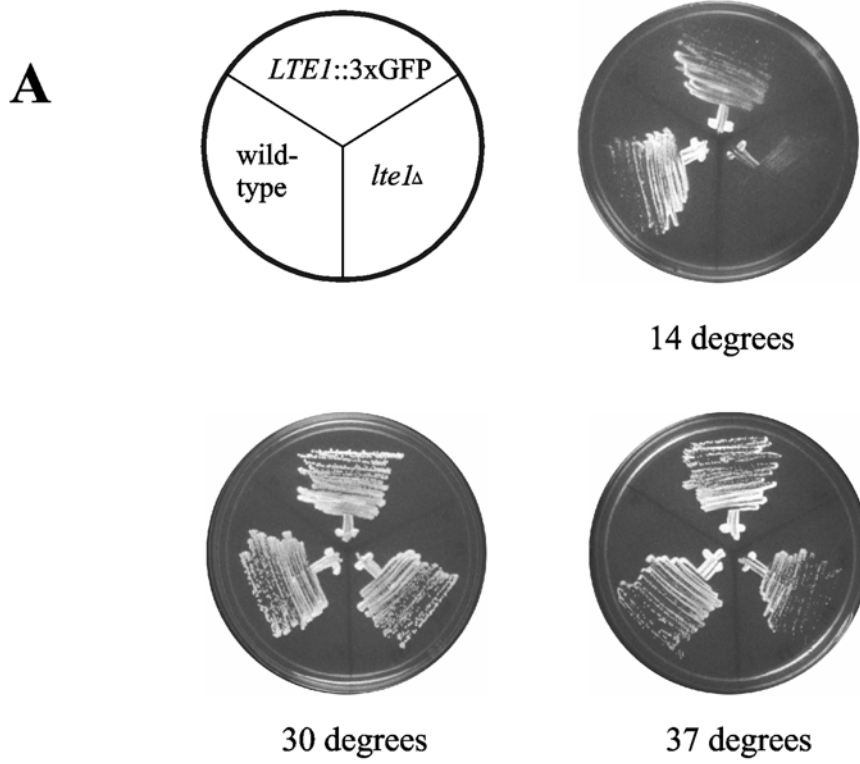 A
LTE1::3xGFP
wild-
type
lte1Δ
14 degrees
30 degrees
37 degrees